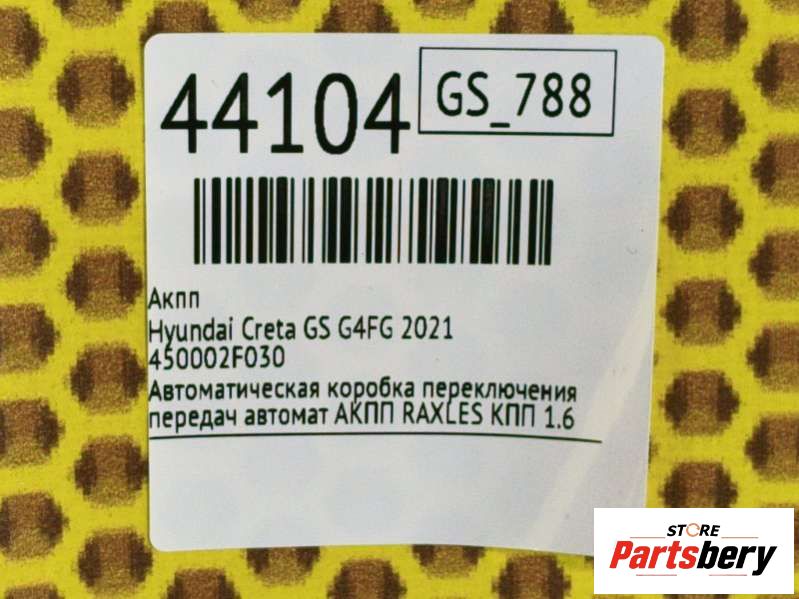 44104
GS_788
Акпп
Hyundai Creta GS G4FG 2021
450002F030
Автоматическая коробка переключения
передач автомат АКПП RAXLES КПП 1.6
STORE
Partsbery